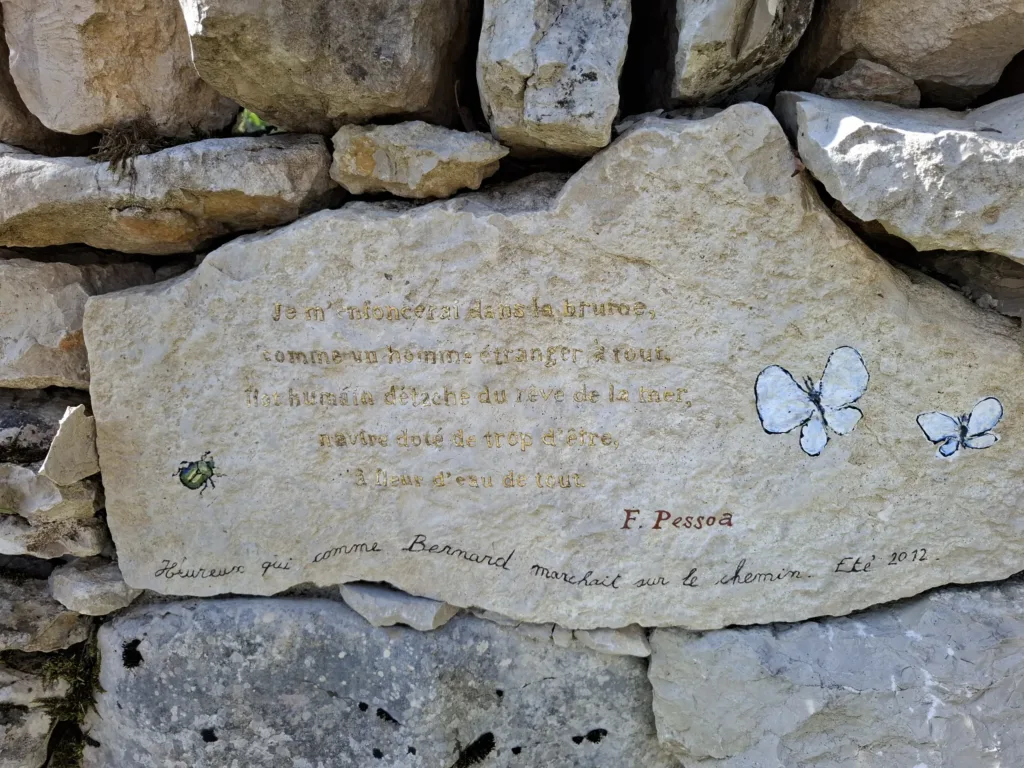 Je m'enfoncerai dans la brume,
comme un homme étranger à tout,
îlot humain détaché du rêve de la mer,
navire doté de trop d'être,
à fleur d'eau de tout.
F. Pessoa
Heureux qui comme Bernard marchait sur le chemin. Eté 2012.